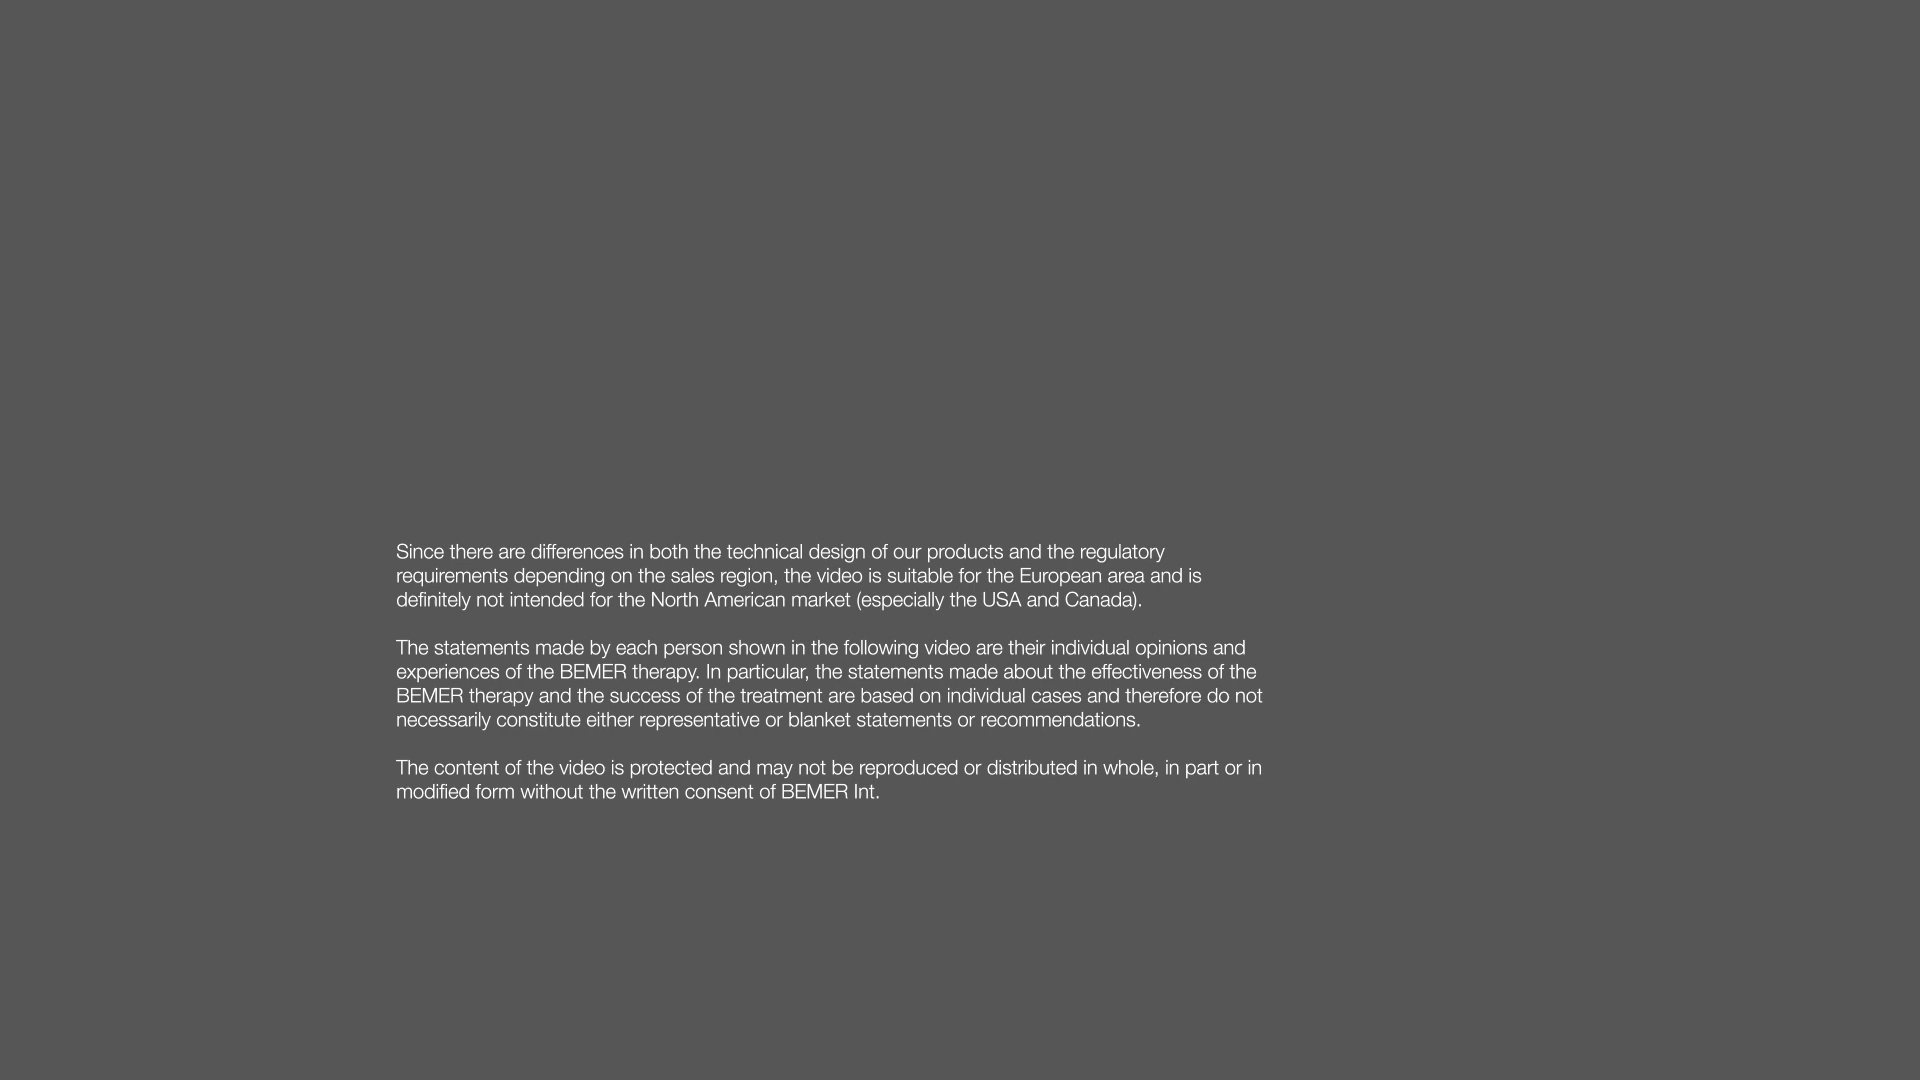 Since there are differences in both the technical design of our products and the regulatory
requirements depending on the sales region, the video is suitable for the European area and is
definitely not intended for the North American market (especially the USA and Canada).
The statements made by each person shown in the following video are their individual opinions and
experiences of the BEMER therapy. In particular, the statements made about the effectiveness of the
BEMER therapy and the success of the treatment are based on individual cases and therefore do not
necessarily constitute either representative or blanket statements or recommendations.
The content of the video is protected and may not be reproduced or distributed in whole, in part or in
modified form without the written consent of BEMER Int.